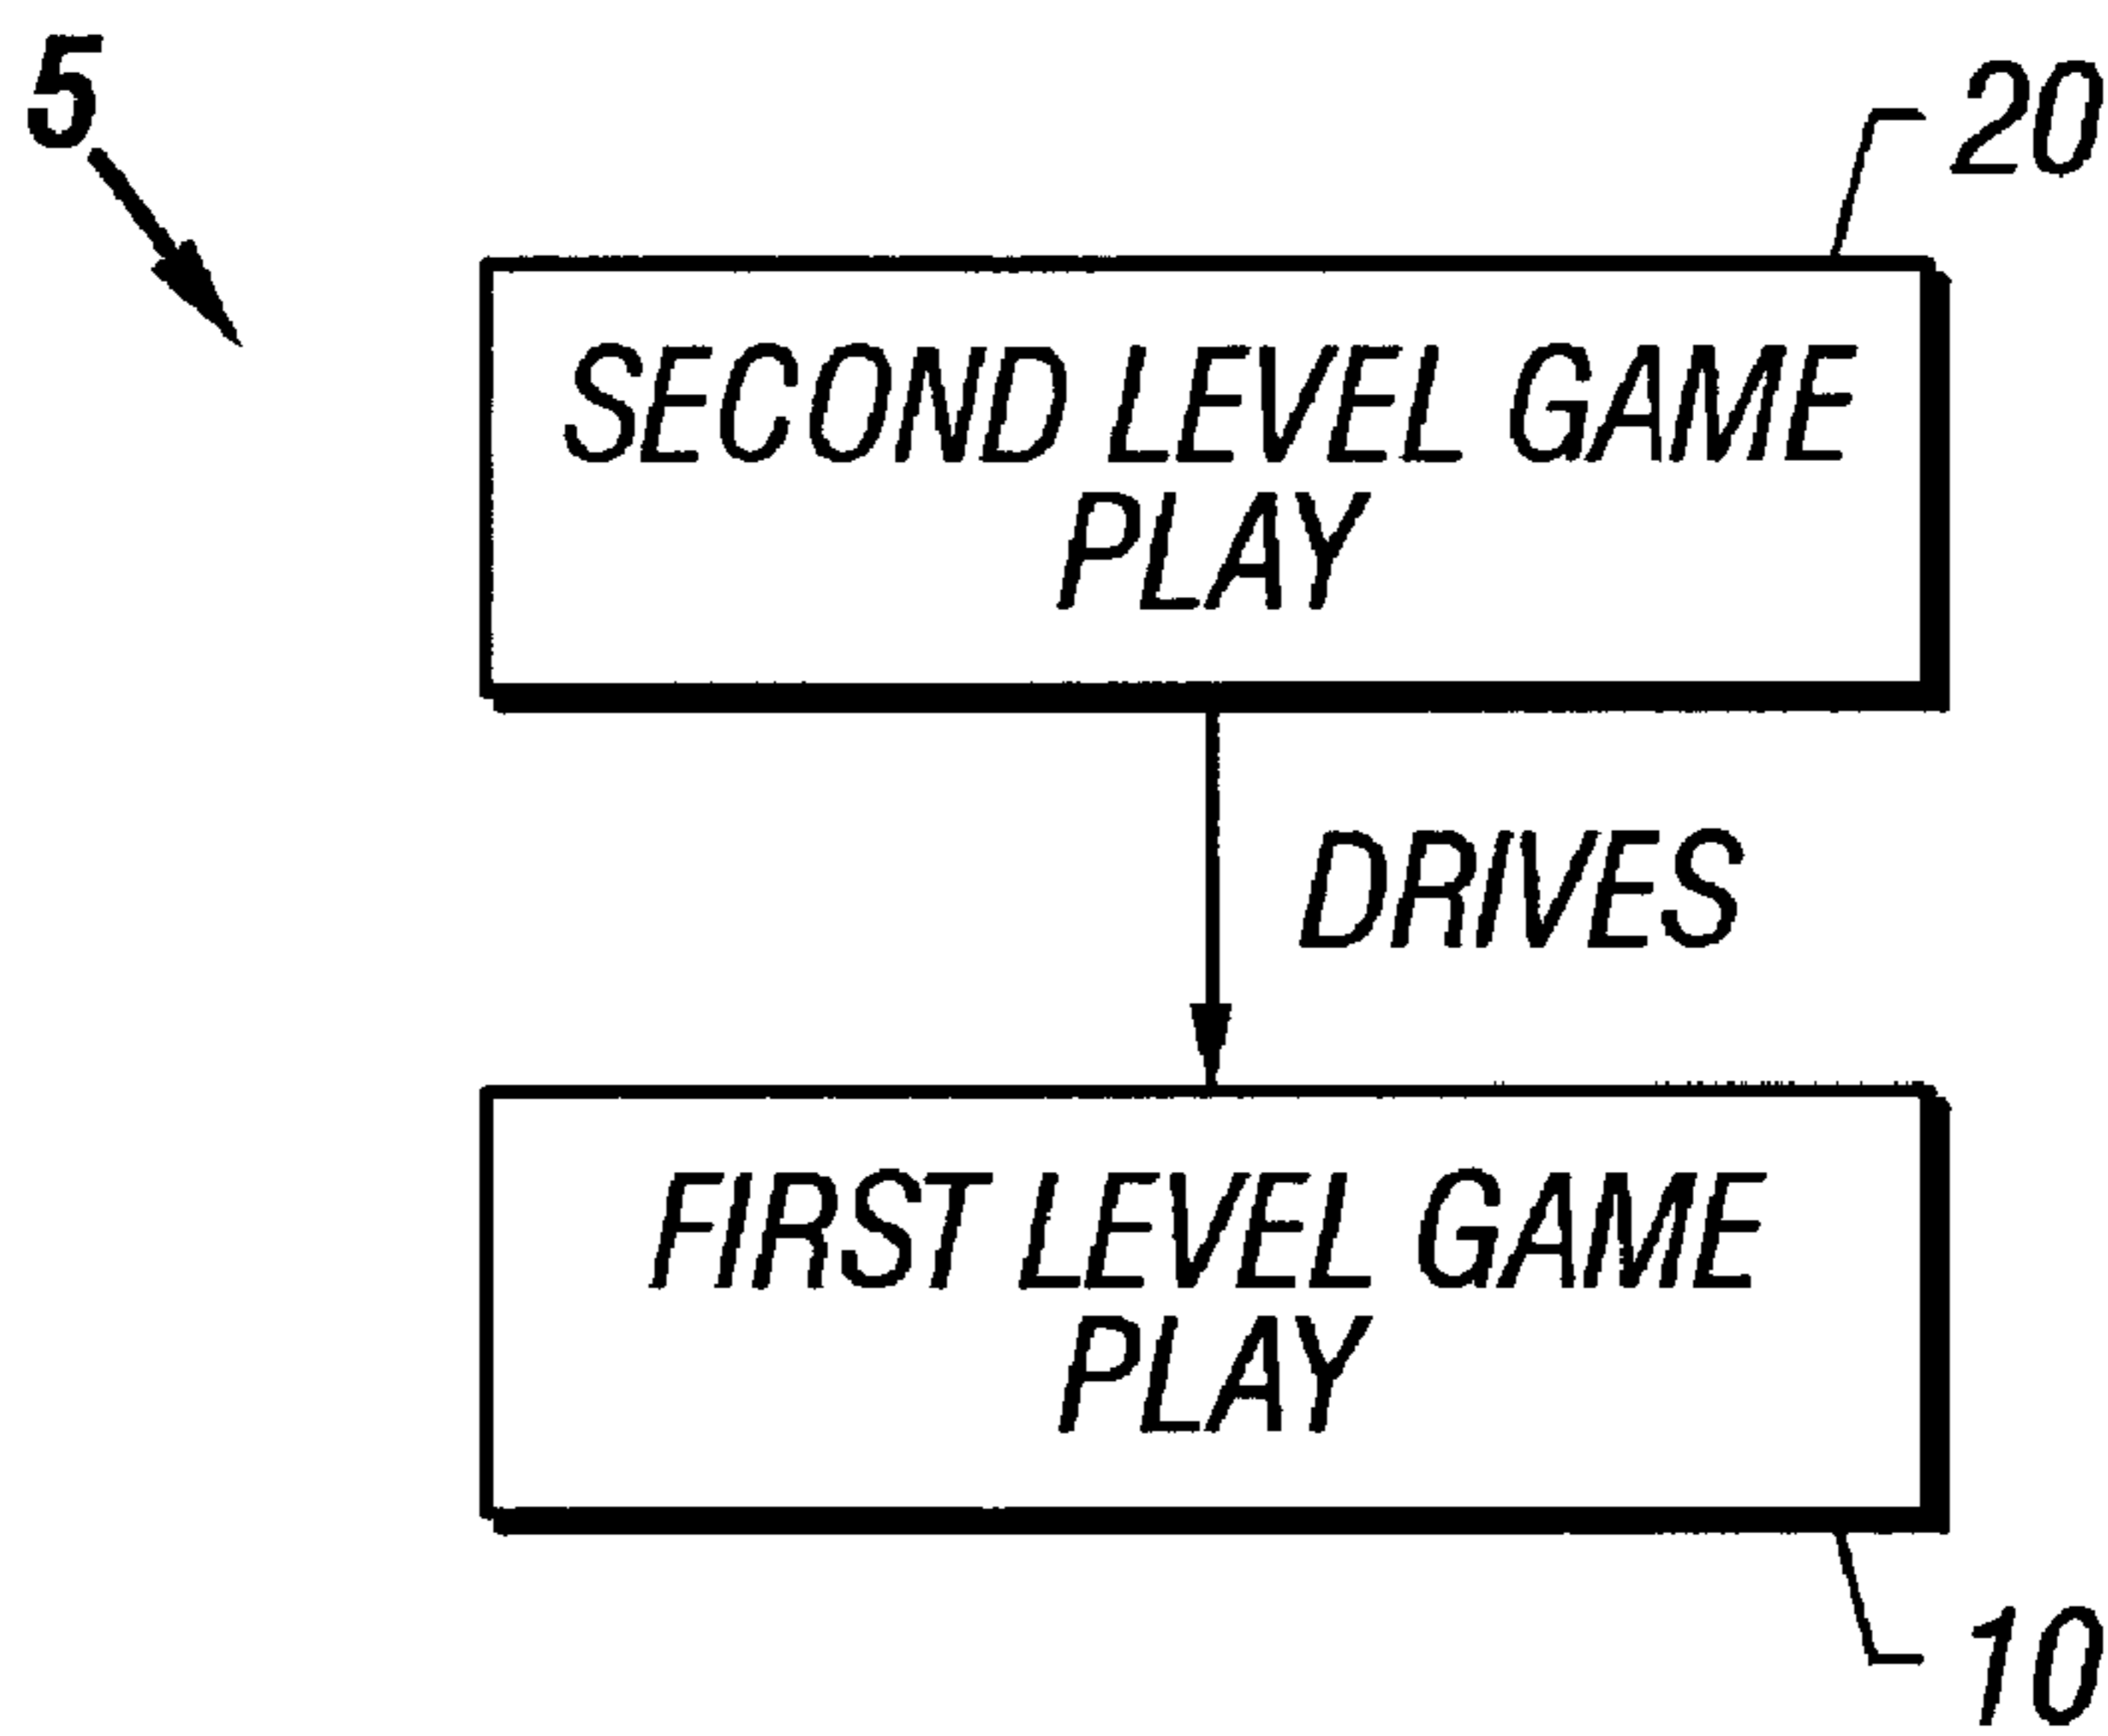 5
20
SECOND LEVEL GAME
PLAY
DRIVES
FIRST LEVEL GAME
PLAY
10